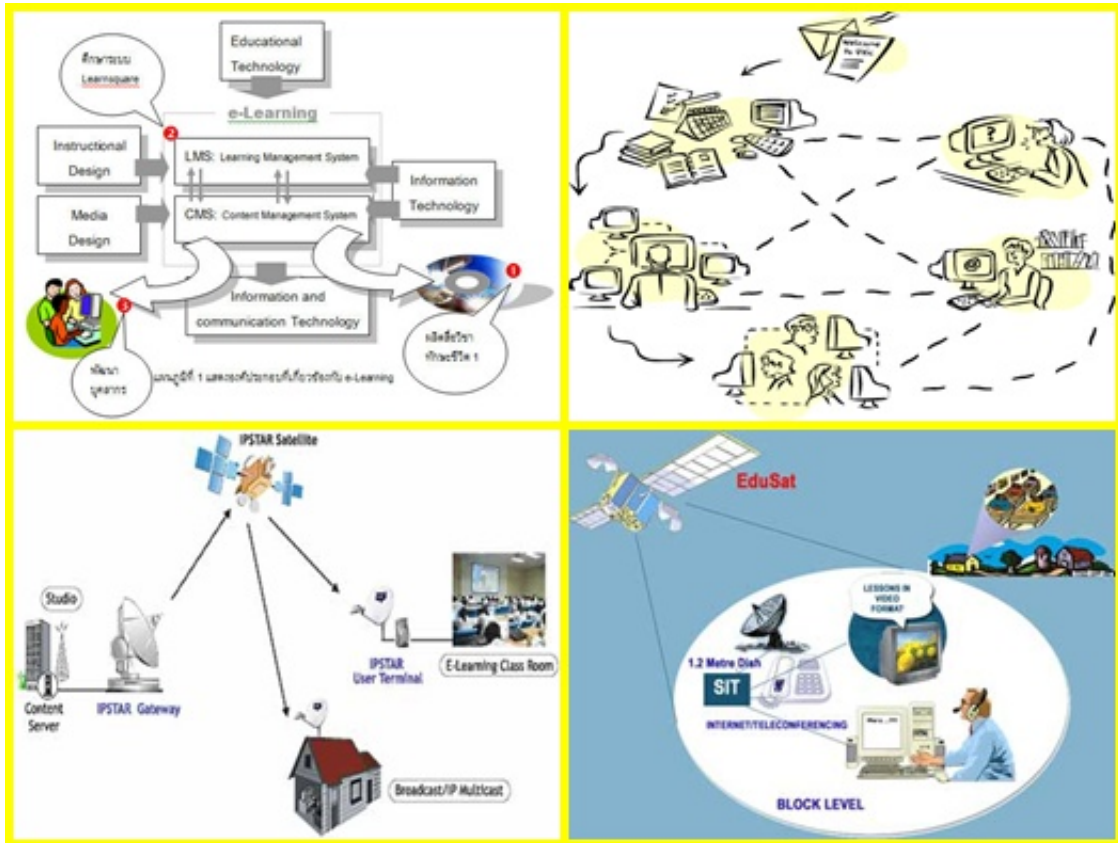 Educational
Technology
ศึกษาระบบ
Learnsquare
e-Learning
2
Instructional
Design
LMS: Learning Management System
Information
Technology
Media
Design
CMS: Content Management System
1
3
Information and
communication Technology
ผลิตสื่อวิชา
ทักษะชีวิต 1
พัฒนา
บุคลากร
แผนภูมิที่ 1 แสดงองค์ประกอบที่เกี่ยวข้องกับ e-Learning
Welcome
?
@
IPSTAR Satellite
Studio
Content
Server
IPSTAR Gateway
IPSTAR
User Terminal
E-Learning Class Room
Broadcast/IP Multicast
EduSat
LESSONS IN
VIDEO
FORMAT
1.2 Metre Dish
SIT
INTERNET/TELECONFERENCING
BLOCK LEVEL